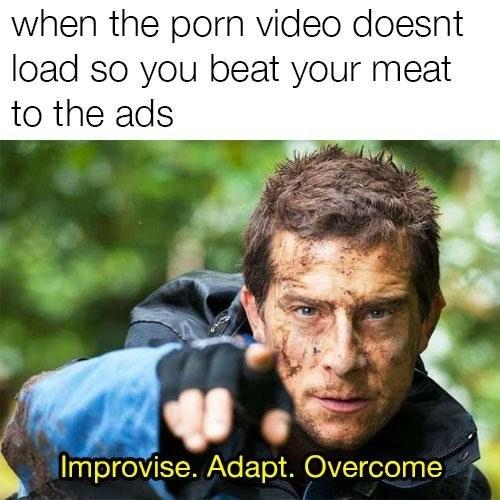 when the porn video doesnt
load so you beat your meat
to the ads
Improvise. Adapt. Overcome